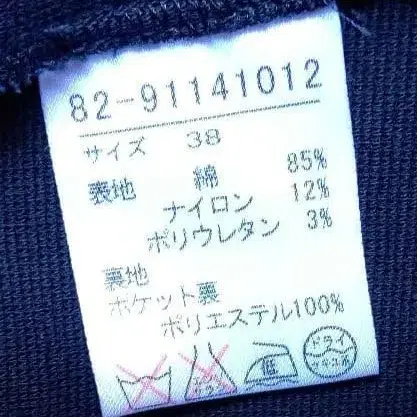 82-91141012
サイズ 38
表地 綿 85%
ナイロン 12%
ポリウレタン 3%
裏地
ポケット裏
ポリエステル100%
低 ドライ